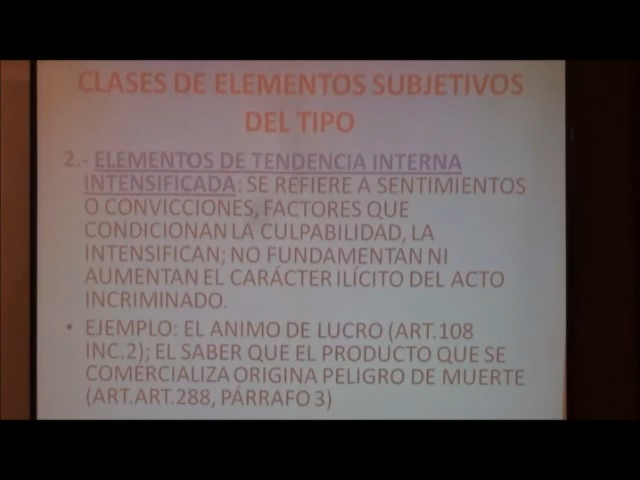 CLASES DE ELEMENTOS SUBJETIVOS
DEL TIPO
2.- ELEMENTOS DE TENDENCIA INTERNA
INTENSIFICADA: SE REFIERE A SENTIMIENTOS
O CONVICCIONES, FACTORES QUE
CONDICIONAN LA CULPABILIDAD, LA
INTENSIFICAN; NO FUNDAMENTAN NI
AUMENTAN EL CARÁCTER ILÍCITO DEL ACTO
INCRIMINADO.
• EJEMPLO: EL ANIMO DE LUCRO (ART.108
INC.2); EL SABER QUE EL PRODUCTO QUE SE
COMERCIALIZA ORIGINA PELIGRO DE MUERTE
(ART.ART.288, PÁRRAFO 3)